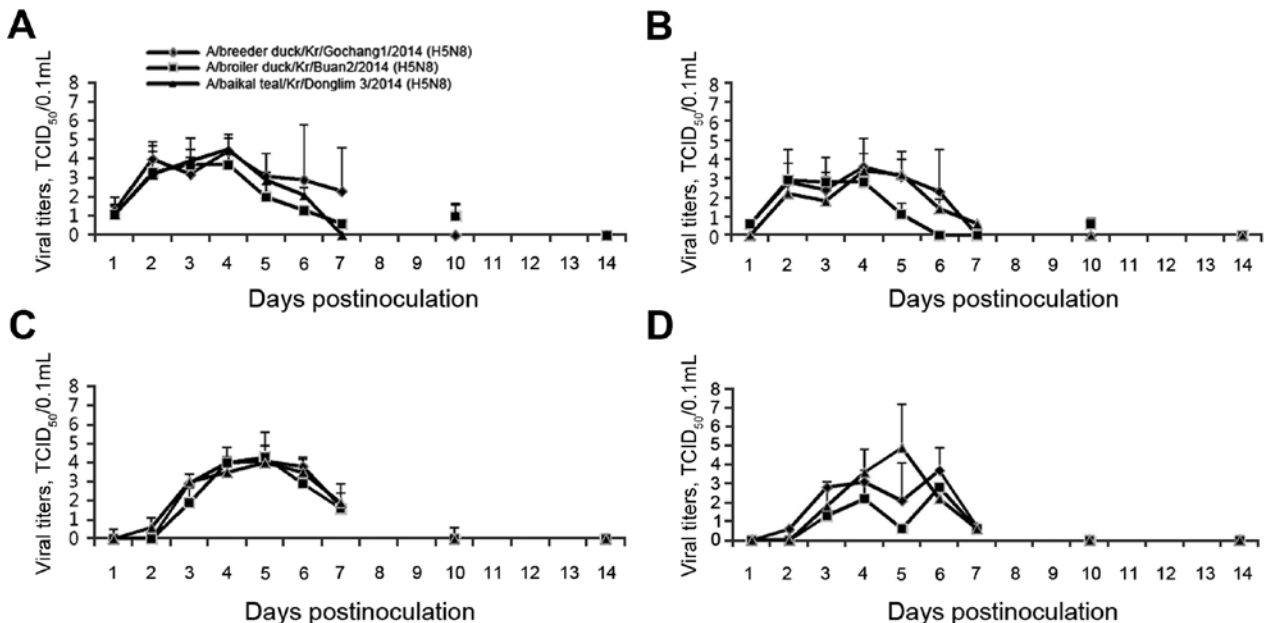 A
A/breeder duck/Kr/Gochang1/2014 (H5N8)
A/broiler duck/Kr/Buan2/2014 (H5N8)
A/baikal teal/Kr/Donglim 3/2014 (H5N8)
Viral titers, TCID50/0.1mL
8
7
6
5
4
3
2
1
0
1 2 3 4 5 6 7 8 9 10 11 12 13 14
Days postinoculation
B
Viral titers, TCID50/0.1mL
8
7
6
5
4
3
2
1
0
1 2 3 4 5 6 7 8 9 10 11 12 13 14
Days postinoculation
C
Viral titers, TCID50/0.1mL
8
7
6
5
4
3
2
1
0
1 2 3 4 5 6 7 8 9 10 11 12 13 14
Days postinoculation
D
Viral titers, TCID50/0.1mL
8
7
6
5
4
3
2
1
0
1 2 3 4 5 6 7 8 9 10 11 12 13 14
Days postinoculation